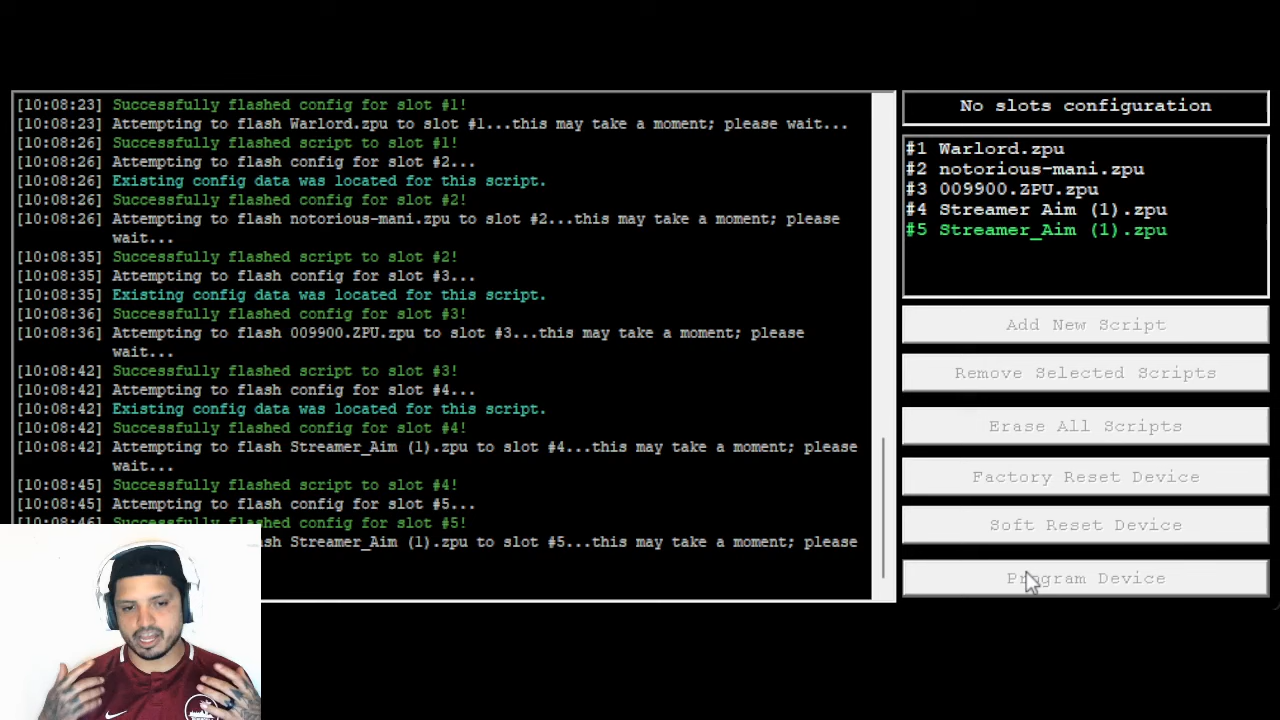 [10:08:23] Successfully flashed config for slot #1!
[10:08:23] Attempting to flash Warlord.zpu to slot #1...this may take a moment; please wait...
[10:08:26] Successfully flashed script to slot #1!
[10:08:26] Attempting to flash config for slot #2...
[10:08:26] Existing config data was located for this script.
[10:08:26] Successfully flashed config for slot #2!
[10:08:26] Attempting to flash notorious-mani.zpu to slot #2...this may take a moment; please
wait...
[10:08:35] Successfully flashed script to slot #2!
[10:08:35] Attempting to flash config for slot #3...
[10:08:35] Existing config data was located for this script.
[10:08:36] Successfully flashed config for slot #3!
[10:08:36] Attempting to flash 009900.ZPU.zpu to slot #3...this may take a moment; please
wait...
[10:08:42] Successfully flashed script to slot #3!
[10:08:42] Attempting to flash config for slot #4...
[10:08:42] Existing config data was located for this script.
[10:08:42] Successfully flashed config for slot #4!
[10:08:42] Attempting to flash Streamer_Aim (1).zpu to slot #4...this may take a moment; please
wait...
[10:08:45] Successfully flashed script to slot #4!
[10:08:45] Attempting to flash config for slot #5...
[10:08:46] Successfully flashed config for slot #5!
Streamer_Aim (1).zpu to slot #5...this may take a moment; please
No slots configuration
#1 Warlord.zpu
#2 notorious-mani.zpu
#3 009900.ZPU.zpu
#4 Streamer Aim (1).zpu
#5 Streamer_Aim (1).zpu
Add New Script
Remove Selected Scripts
Erase All Scripts
Factory Reset Device
Soft Reset Device
Program Device